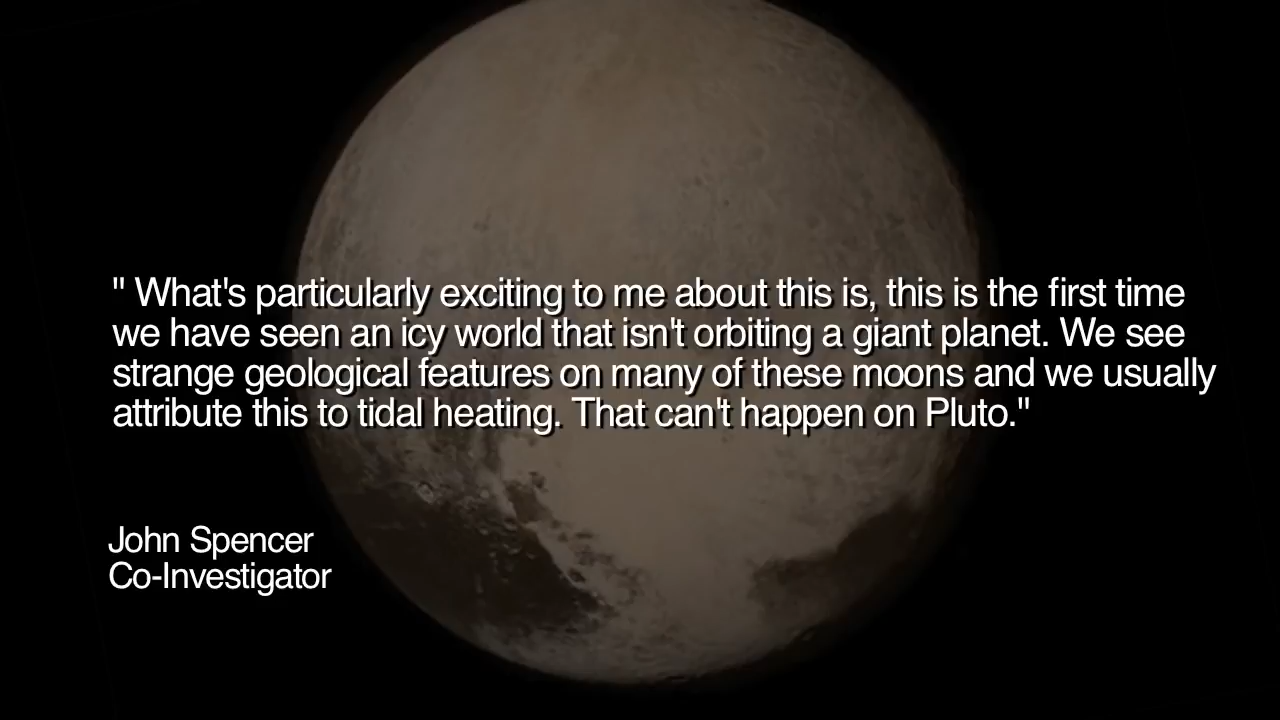 " What's particularly exciting to me about this is, this is the first time
we have seen an icy world that isn't orbiting a giant planet. We see
strange geological features on many of these moons and we usually
attribute this to tidal heating. That can't happen on Pluto."
John Spencer
Co-Investigator